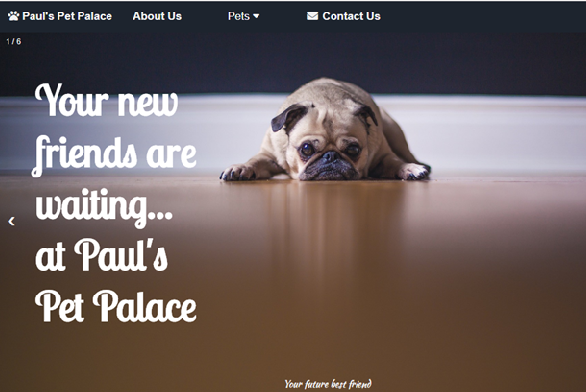 Paul's Pet Palace About Us Pets Contact Us
1 / 6
Your new
friends are
waiting...
at Paul's
Pet Palace
Your future best friend